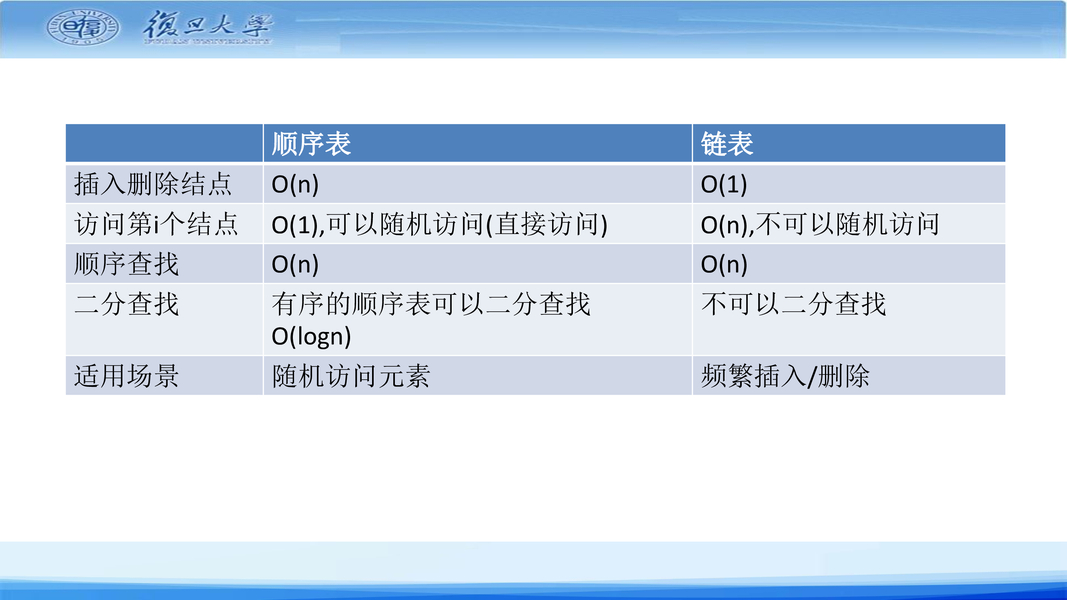 復旦大學
FUDAN UNIVERSITY
1905
顺序表 链表
插入删除结点 O(n) O(1)
访问第i个结点 O(1),可以随机访问(直接访问) O(n),不可以随机访问
顺序查找 O(n) O(n)
二分查找 有序的顺序表可以二分查找 不可以二分查找
O(logn)
适用场景 随机访问元素 频繁插入/删除